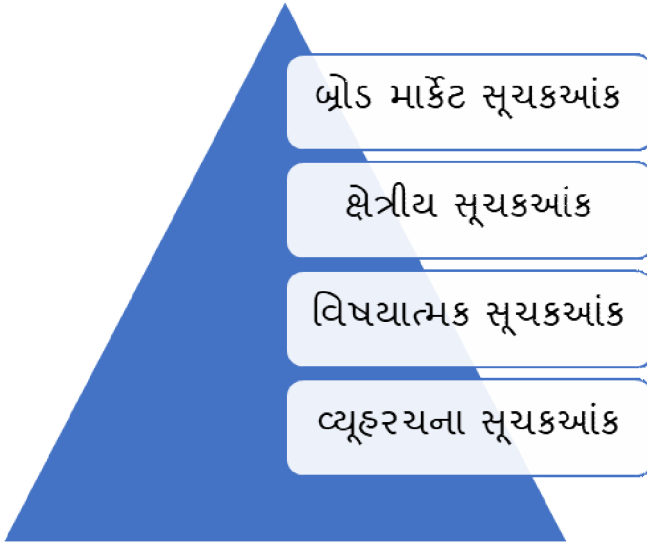 બ્રોડ માર્કેટ સૂચકઆંક
ક્ષેત્રીય સૂચકઆંક
વિષયાત્મક સૂચકઆંક
વ્યૂહરચના સૂચકઆંક